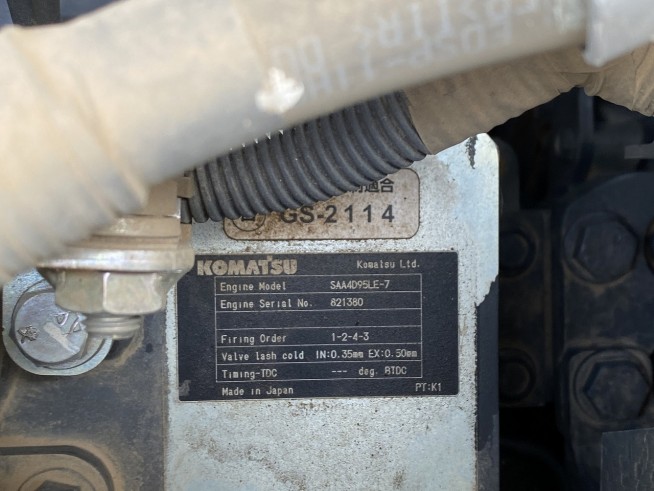 適合
GS-2114
KOMATSU Komatsu Ltd.
Engine Model SAA4D95LE-7
Engine Serial No. 821380
Firing Order 1-2-4-3
Valve lash cold IN:0.35mm EX:0.50mm
Timing-TDC --- deg. BTDC
Made in Japan PT:K1